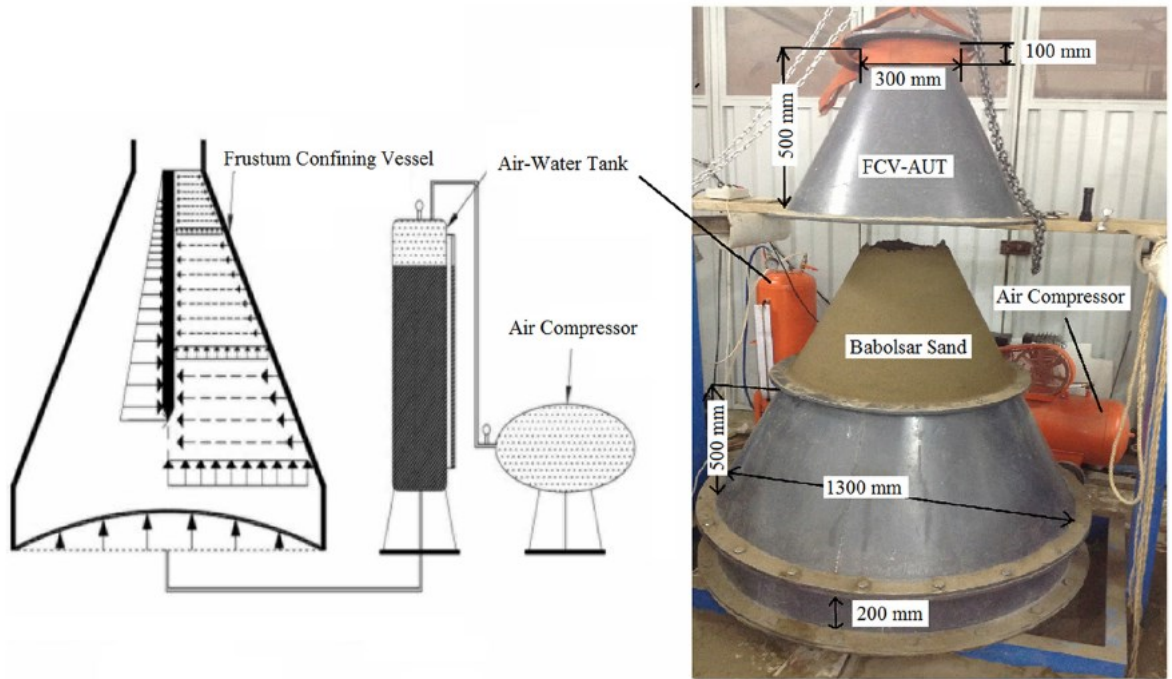 Frustum Confining Vessel
Air-Water Tank
Air Compressor
100 mm
300 mm
500 mm
FCV-AUT
Air Compressor
Babolsar Sand
500 mm
1300 mm
200 mm